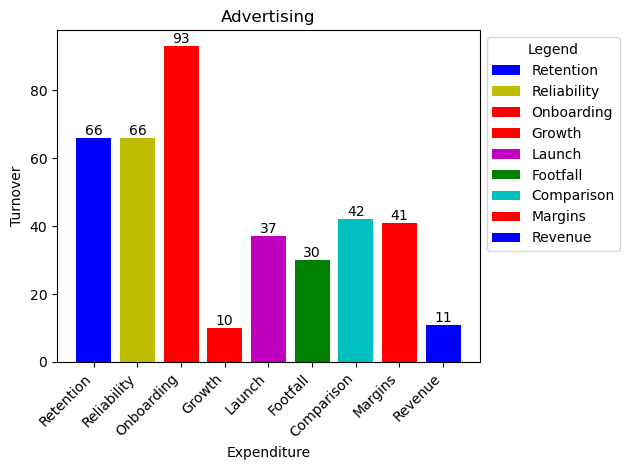 Advertising
Turnover
80
60
40
20
0
66
66
93
10
37
30
42
41
11
Retention
Reliability
Onboarding
Growth
Launch
Footfall
Comparison
Margins
Revenue
Expenditure
Legend
Retention
Reliability
Onboarding
Growth
Launch
Footfall
Comparison
Margins
Revenue